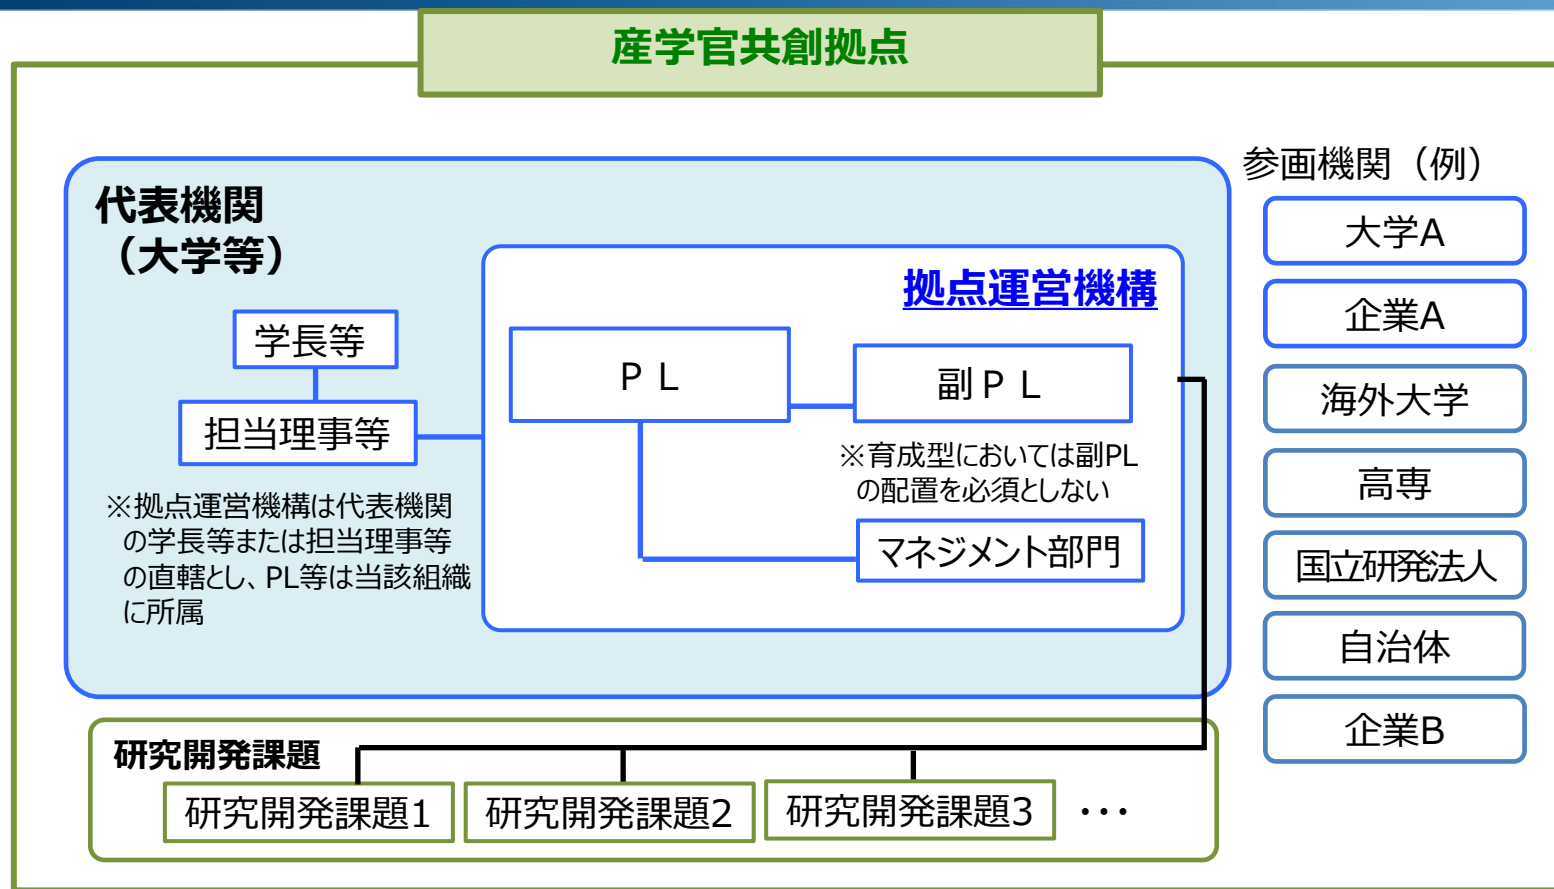 産学官共創拠点
代表機関
（大学等）
学長等
担当理事等
※拠点運営機構は代表機関
の学長等または担当理事等
の直轄とし、PL等は当該組織
に所属
拠点運営機構
ＰＬ
副ＰＬ
※育成型においては副PL
の配置を必須としない
マネジメント部門
参画機関（例）
大学A
企業A
海外大学
高専
国立研発法人
自治体
企業B
研究開発課題
研究開発課題1
研究開発課題2
研究開発課題3
・・・